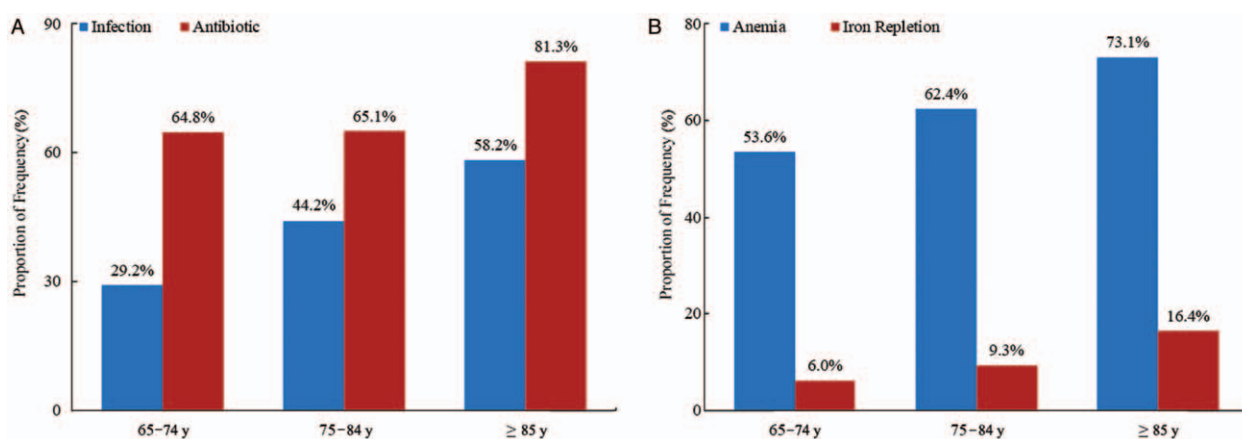 A
Infection
Antibiotic
Proportion of Frequency (%)
90
60
30
0
29.2%
64.8%
44.2%
65.1%
58.2%
81.3%
65−74 y
75−84 y
≥ 85 y
B
Anemia
Iron Repletion
Proportion of Frequency (%)
80
60
40
20
0
53.6%
6.0%
62.4%
9.3%
73.1%
16.4%
65−74 y
75−84 y
≥ 85 y